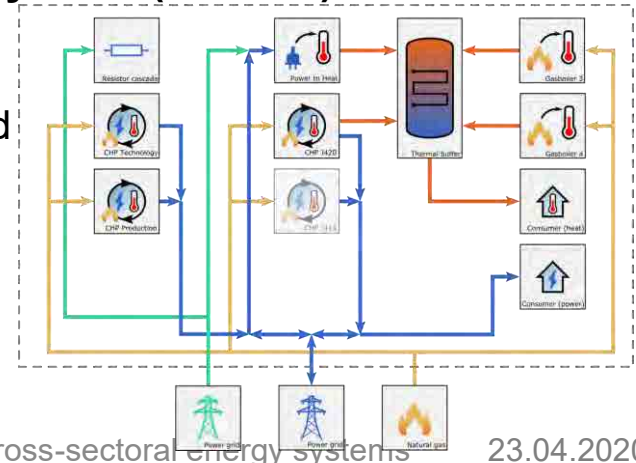 Resistor cascade
Power to Heat
Gasboiler 3
CHP Technology
CHP J420
Thermal buffer
Gasboiler 4
CHP Production
Consumer (heat)
Consumer (power)
Power grid
Power grid
Natural gas
ross-sectoral energy systems 23.04.2020